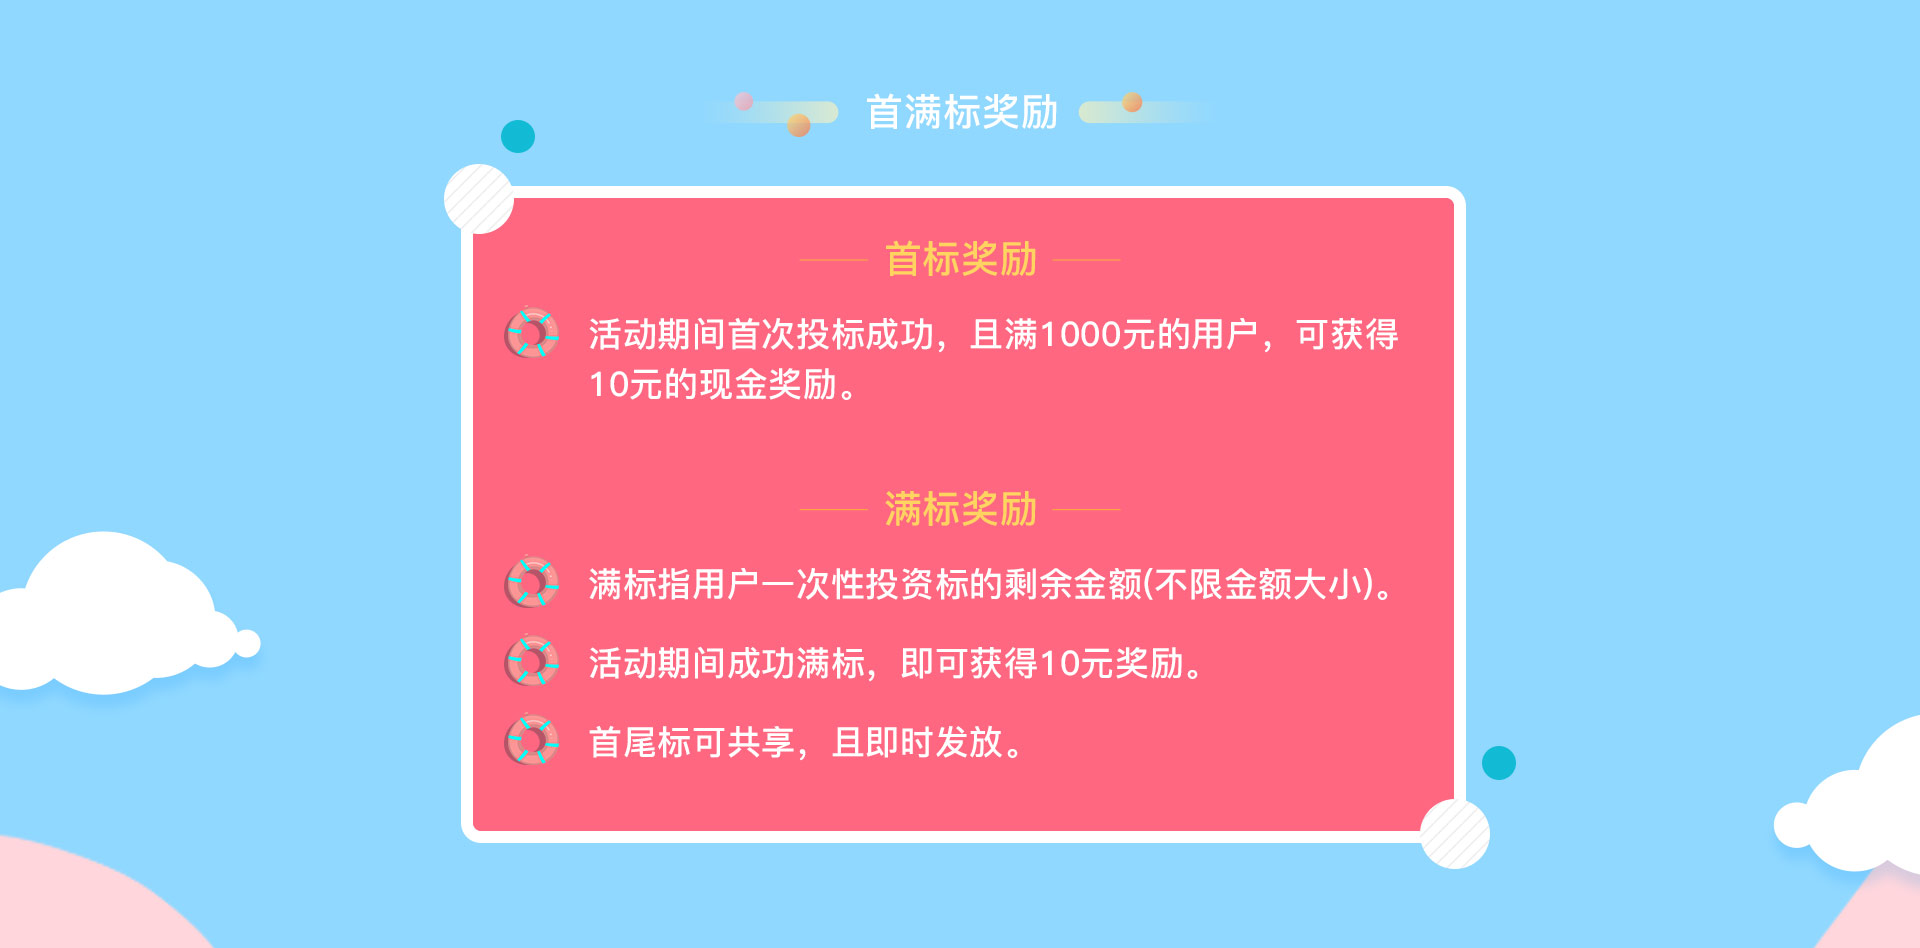 首满标奖励
首标奖励
活动期间首次投标成功，且满1000元的用户，可获得
10元的现金奖励。
满标奖励
满标指用户一次性投资标的剩余金额(不限金额大小)。
活动期间成功满标，即可获得10元奖励。
首尾标可共享，且即时发放。